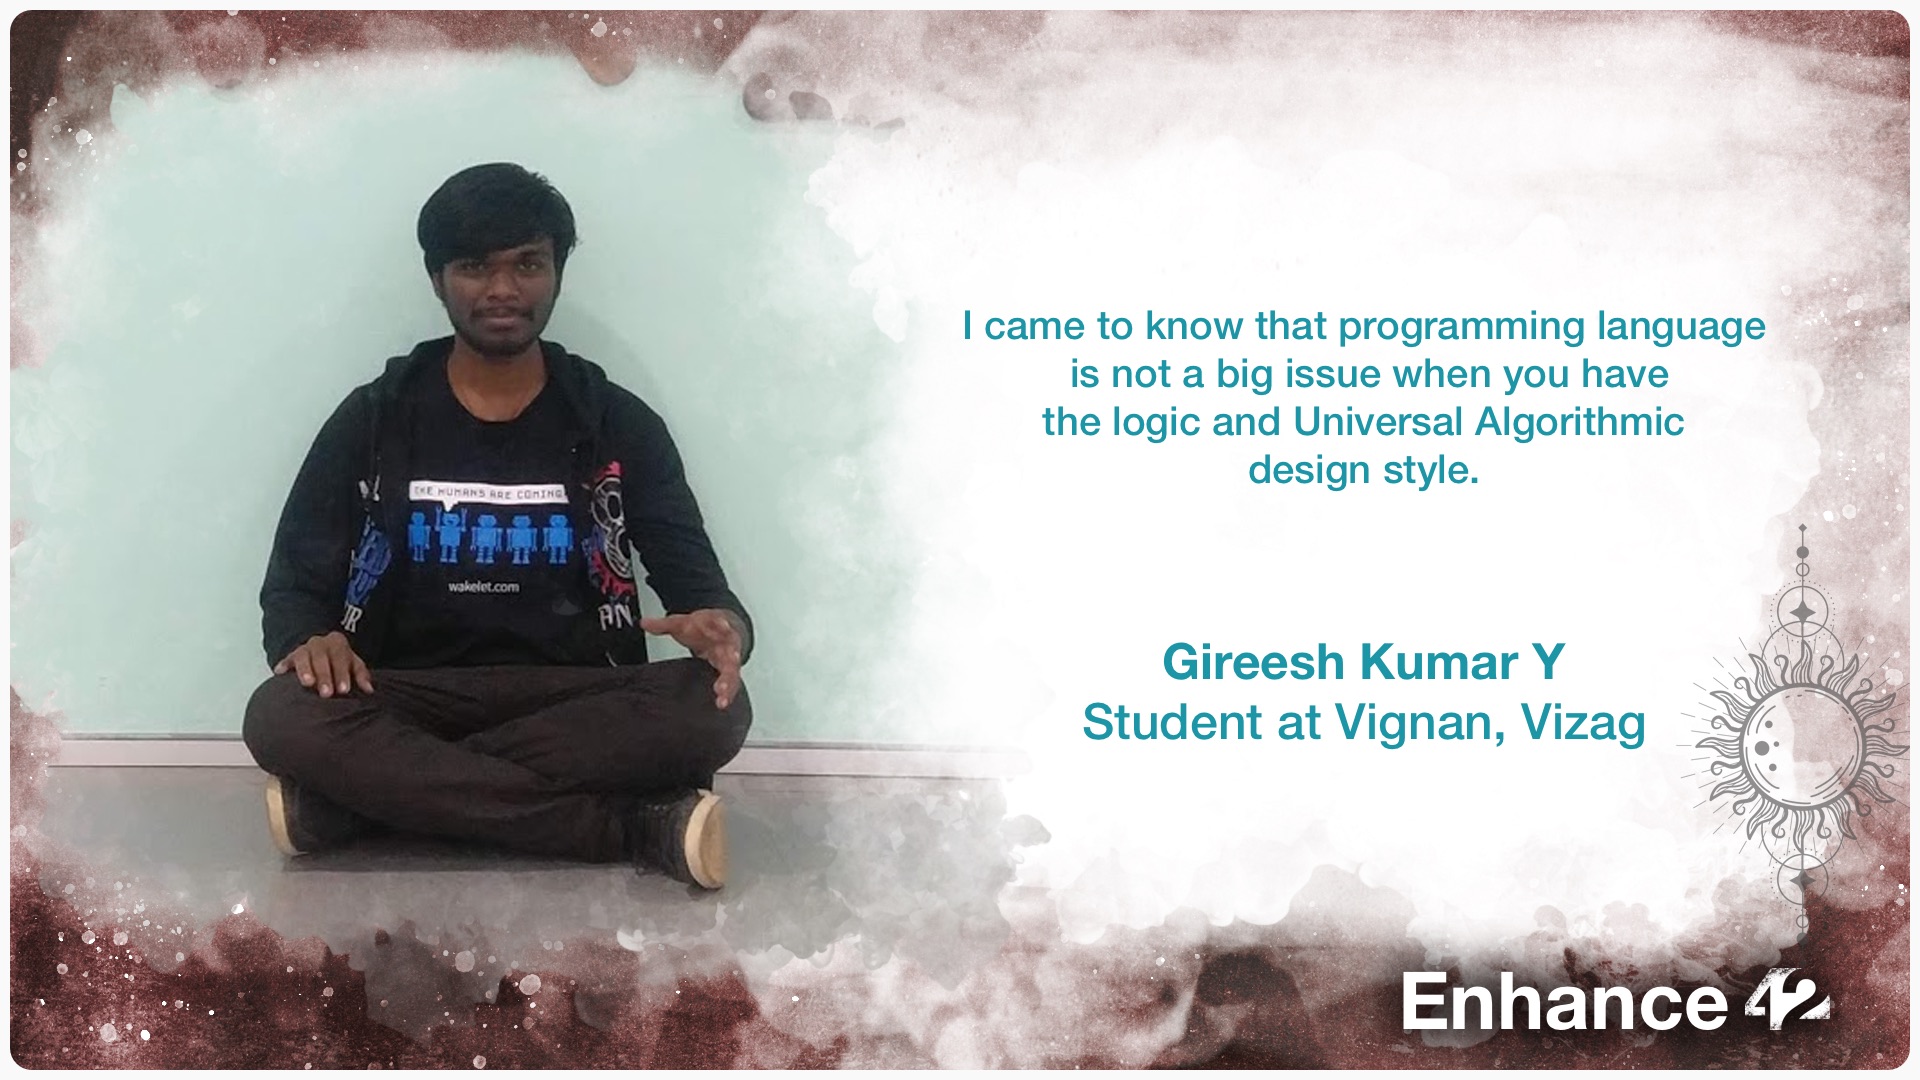 I came to know that programming language
is not a big issue when you have
the logic and Universal Algorithmic
design style.
Gireesh Kumar Y
Student at Vignan, Vizag
THE HUMANS ARE COMING
wakelet.com
Enhance 42